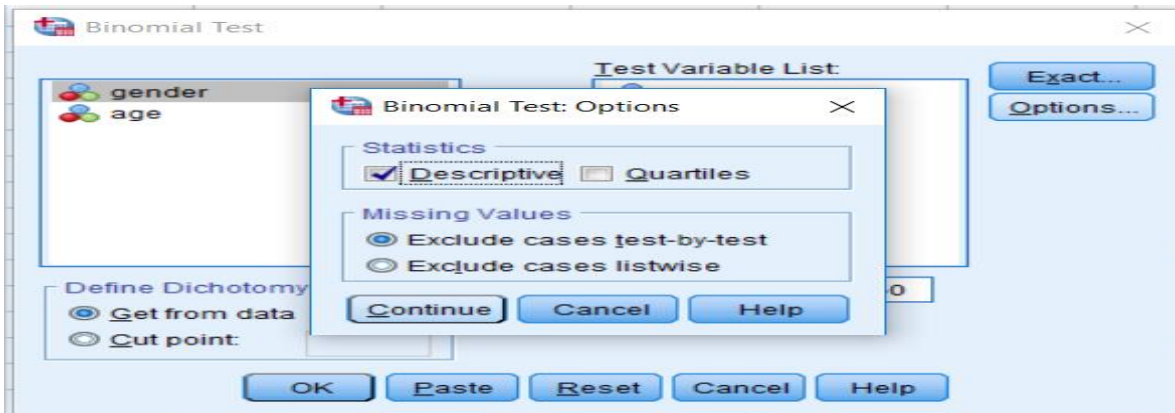 Binomial Test
gender
age
Test Variable List:
Exact...
Options...
Binomial Test: Options
Statistics
Descriptive
Quartiles
Missing Values
Exclude cases test-by-test
Exclude cases listwise
Continue
Cancel
Help
Define Dichotomy
Get from data
Cut point:
OK
Paste
Reset
Cancel
Help